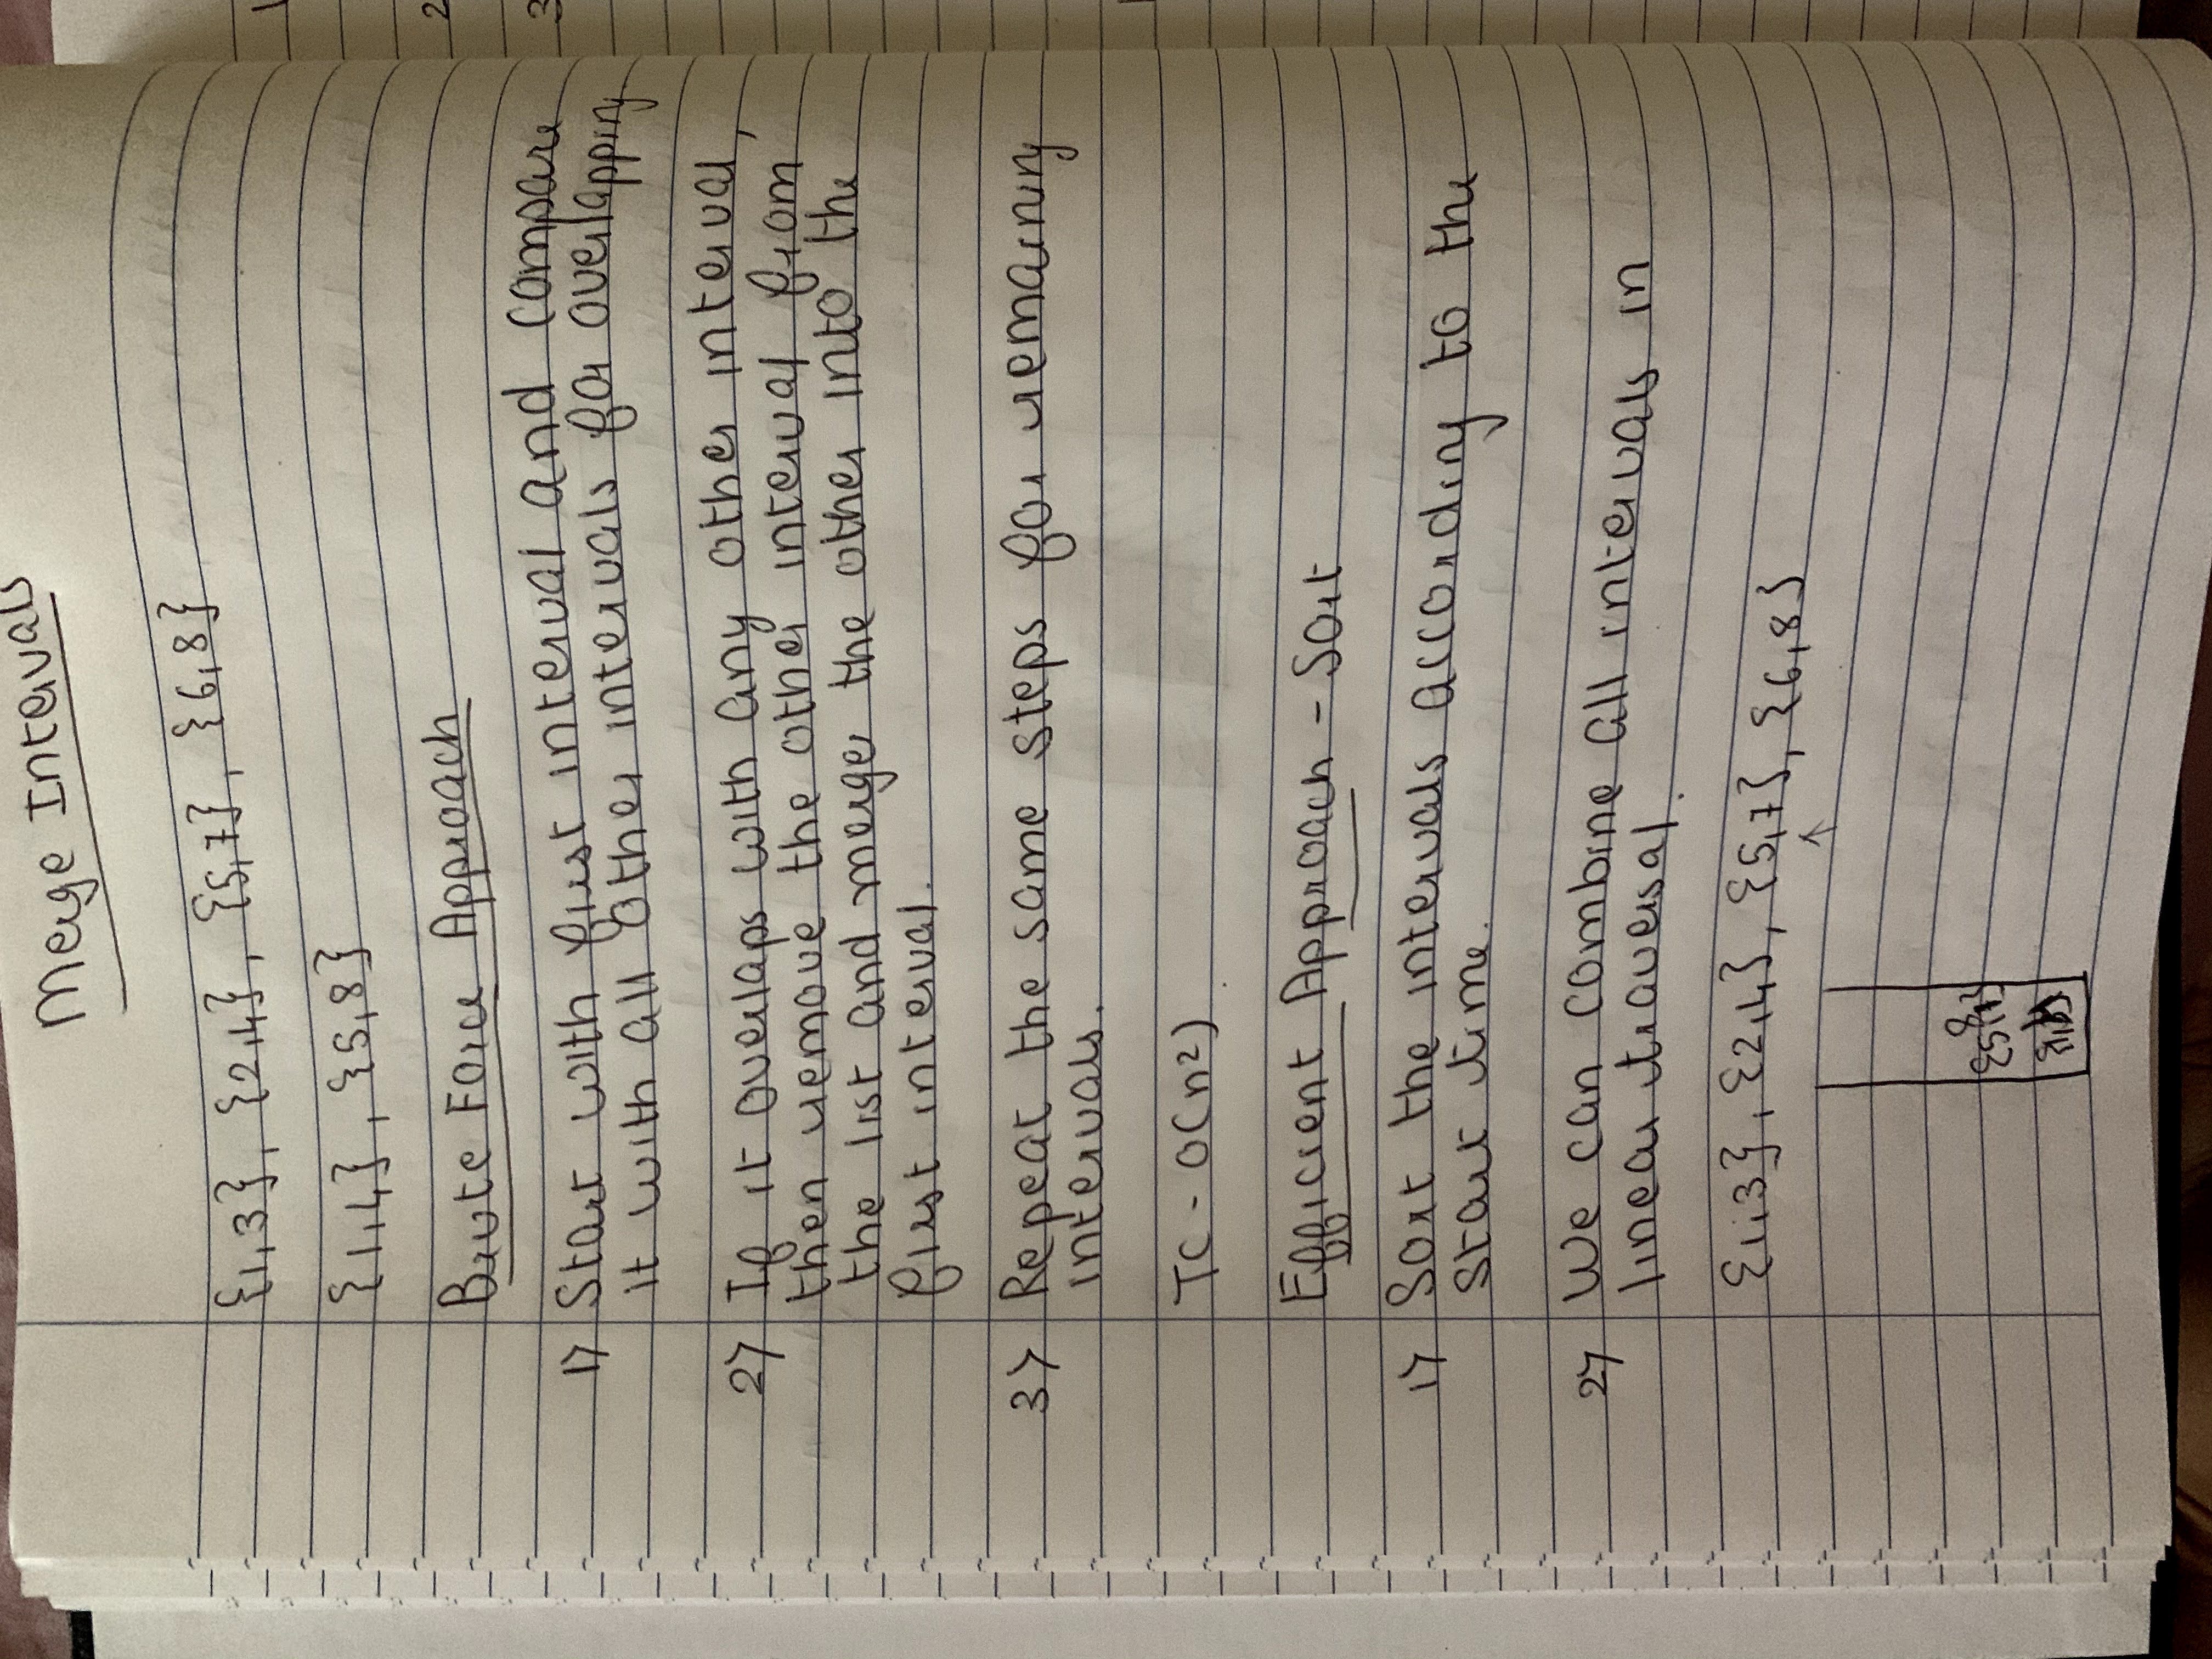 Merge Intervals
{1,3}, {2,4}, {5,7}, {6,8}
{1,4}, {5,8}
Brute Force Approach
1) Start with first interval and compare
it with all other intervals for overlapping
2) If it overlaps with any other interval,
then remove the other interval from
the list and merge the other into the
first interval.
3) Repeat the same steps for remaining
intervals.
TC - O(n2)
Efficient Approach - Sort
1) Sort the intervals according to the
start time.
2) We can combine all intervals in
linear traversal.
{1,3}, {2,4}, {5,7}, {6,8}
↑
8
{5,7}
2
3